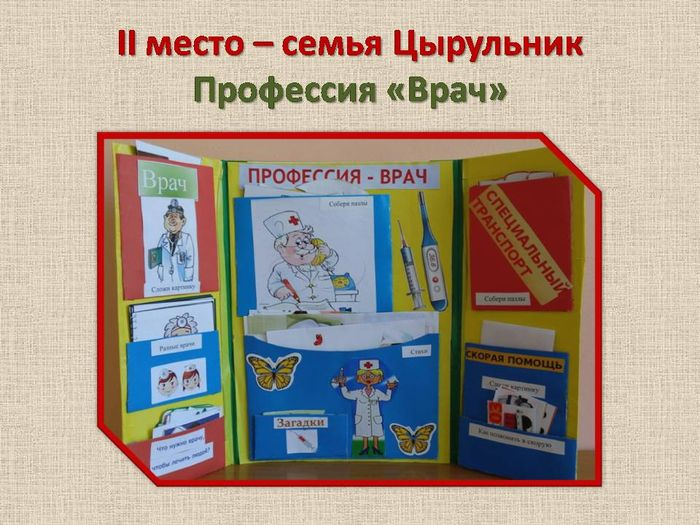 II место – семья Цырульник
Профессия «Врач»
Врач
Сложи картинку
Разные врачи
Что нужно врачу,
чтобы лечить людей?
ПРОФЕССИЯ - ВРАЧ
Собери пазлы
Стихи
Загадки
СПЕЦИАЛЬНЫЙ
ТРАНСПОРТ
Собери пазлы
СКОРАЯ ПОМОЩЬ
картинку
Как позвонить в скорую